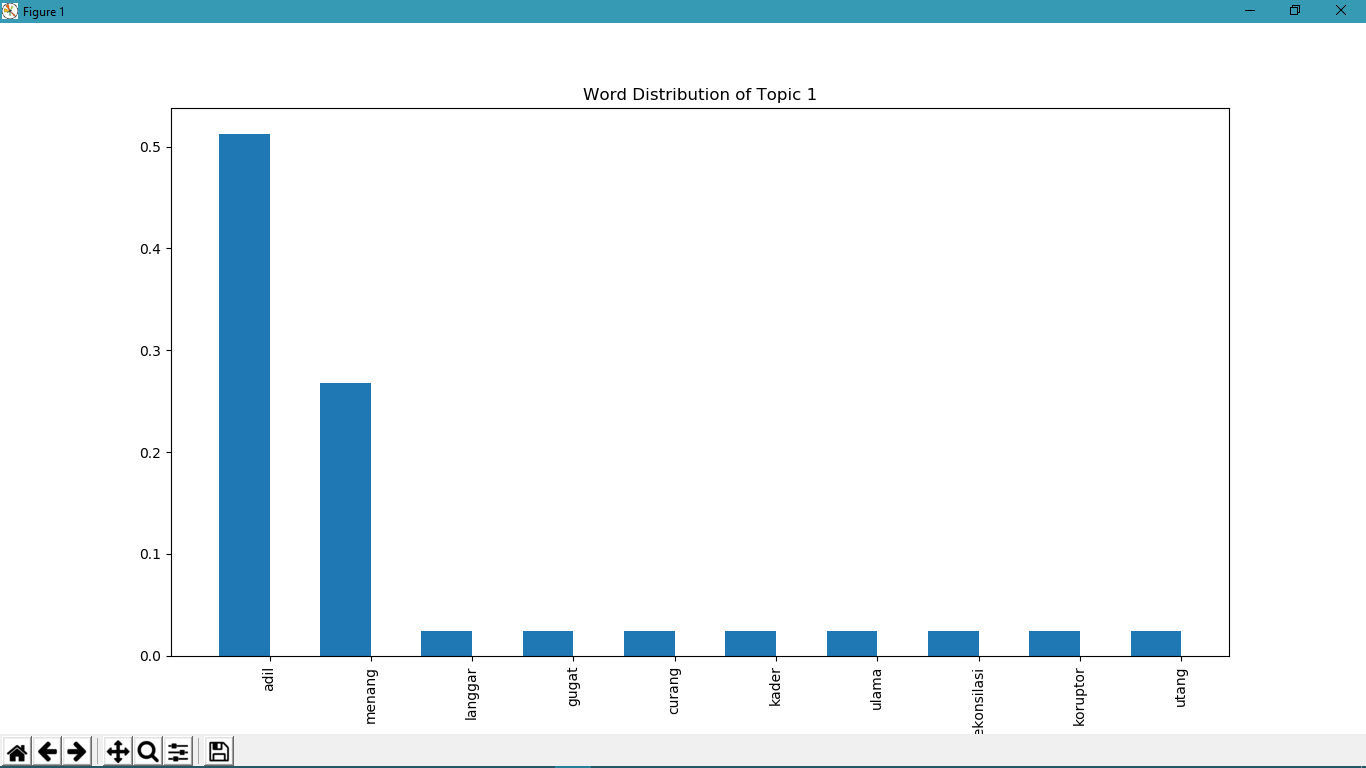 Figure 1
Word Distribution of Topic 1
0.5
0.4
0.3
0.2
0.1
0.0
adil
menang
langgar
gugat
curang
kader
ulama
ekonsilasi
koruptor
utang